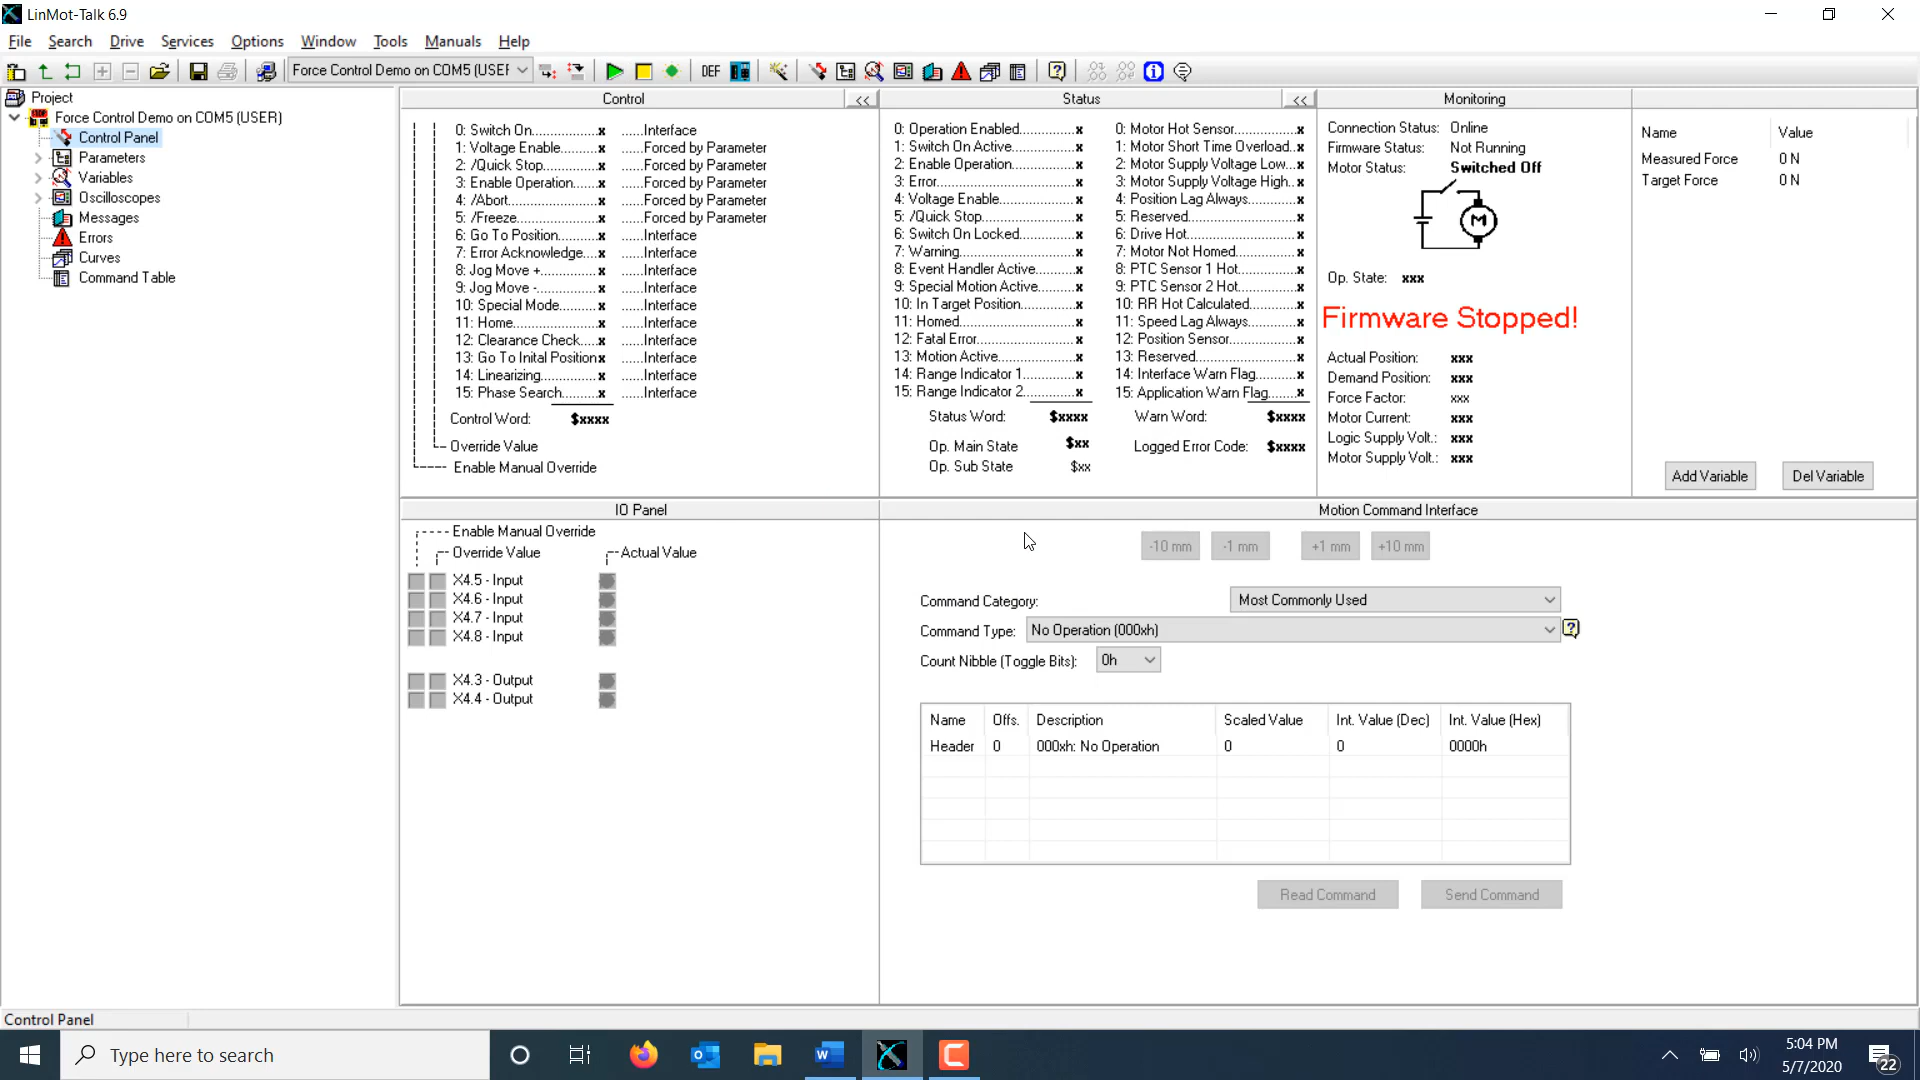 LinMot-Talk 6.9
File Search Drive Services Options Window Tools Manuals Help
Force Control Demo on COM5 (USEF DEF
Project
Force Control Demo on COM5 (USER)
Control Panel
Parameters
Variables
Oscilloscopes
Messages
Errors
Curves
Command Table
Control <<
0: Switch On.................x ......Interface
1: Voltage Enable..........x ......Forced by Parameter
2: /Quick Stop...............x ......Forced by Parameter
3: Enable Operation.......x ......Forced by Parameter
4: /Abort.......................x ......Forced by Parameter
5: /Freeze....................x ......Forced by Parameter
6: Go To Position...........x ......Interface
7: Error Acknowledge....x ......Interface
8: Jog Move +...............x ......Interface
9: Jog Move -................x ......Interface
10: Special Mode..........x ......Interface
11: Home.....................x ......Interface
12: Clearance Check.....x ......Interface
13: Go To Inital Position x ......Interface
14: Linearizing..............x ......Interface
15: Phase Search.........x ......Interface
Control Word: $xxxx
Override Value
Enable Manual Override
Status <<
0: Operation Enabled..........x 0: Motor Hot Sensor...............x
1: Switch On Active............x 1: Motor Short Time Overload..x
2: Enable Operation............x 2: Motor Supply Voltage Low...x
3: Error.............................x 3: Motor Supply Voltage High..x
4: Voltage Enable...............x 4: Position Lag Always...........x
5: /Quick Stop...................x 5: Reserved.........................x
6: Switch On Locked...........x 6: Drive Hot.........................x
7: Warning........................x 7: Motor Not Homed..............x
8: Event Handler Active.......x 8: PTC Sensor 1 Hot..............x
9: Special Motion Active.......x 9: PTC Sensor 2 Hot..............x
10: In Target Position..........x 10: RR Hot Calculated............x
11: Homed........................x 11: Speed Lag Always............x
12: Fatal Error...................x 12: Position Sensor................x
13: Motion Active...............x 13: Reserved.......................x
14: Range Indicator 1..........x 14: Interface Warn Flag..........x
15: Range Indicator 2..........x 15: Application Warn Flag.......x
Status Word: $xxxx Warn Word: $xxxx
Op. Main State $xx Logged Error Code: $xxxx
Op. Sub State $xx
Monitoring
Connection Status: Online
Firmware Status: Not Running
Motor Status: Switched Off
M
Op. State: xxx
Firmware Stopped!
Actual Position: xxx
Demand Position: xxx
Force Factor: xxx
Motor Current: xxx
Logic Supply Volt.: xxx
Motor Supply Volt.: xxx
Name Value
Measured Force 0 N
Target Force 0 N
Add Variable Del Variable
IO Panel
Enable Manual Override
Override Value Actual Value
X4.5 - Input
X4.6 - Input
X4.7 - Input
X4.8 - Input
X4.3 - Output
X4.4 - Output
Motion Command Interface
-10 mm -1 mm +1 mm +10 mm
Command Category: Most Commonly Used
Command Type: No Operation (000xh)
Count Nibble (Toggle Bits): 0h
Name Offs. Description Scaled Value Int. Value (Dec) Int. Value (Hex)
Header 0 000xh: No Operation 0 0 0000h
Read Command Send Command
Control Panel
Type here to search
5:04 PM
5/7/2020
22